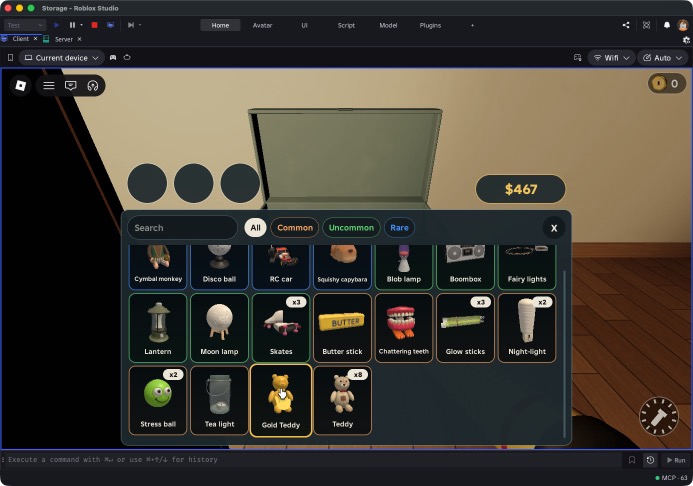 Storage - Roblox Studio
Test
Home
Avatar
UI
Script
Model
Plugins
+
Client ×
Server ×
Current device
Wifi
Auto
0
$467
Search
All
Common
Uncommon
Rare
X
Cymbal monkey
Disco ball
RC car
Squishy capybara
Blob lamp
Boombox
Fairy lights
x3
x3
x2
Lantern
Moon lamp
Skates
BUTTER
Butter stick
Chattering teeth
Glow sticks
Night-light
x2
x8
Stress ball
Tea light
Gold Teddy
Teddy
Execute a command with ⌘↵ or use ⌘↑/↓ for history
Run
MCP · 63